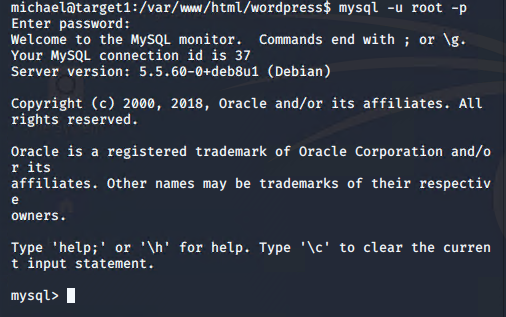 michael@target1:/var/www/html/wordpress$ mysql -u root -p
Enter password:
Welcome to the MySQL monitor.  Commands end with ; or \g.
Your MySQL connection id is 37
Server version: 5.5.60-0+deb8u1 (Debian)
Copyright (c) 2000, 2018, Oracle and/or its affiliates. All
rights reserved.
Oracle is a registered trademark of Oracle Corporation and/o
r its
affiliates. Other names may be trademarks of their respectiv
e
owners.
Type 'help;' or '\h' for help. Type '\c' to clear the curren
t input statement.
mysql>